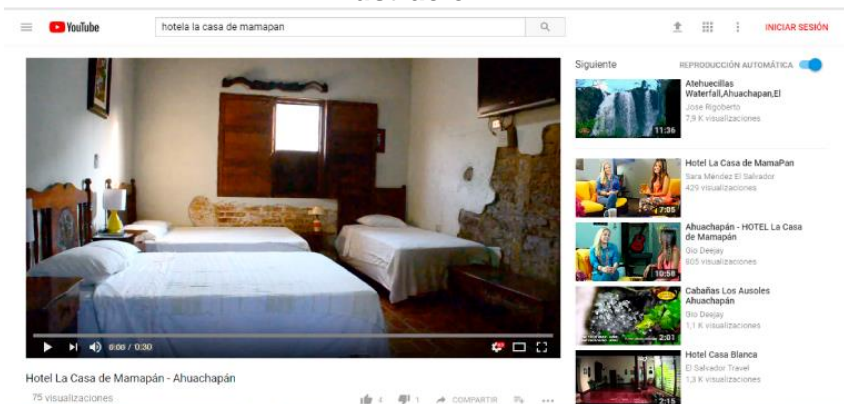 YouTube
hotela la casa de mamapan
INICIAR SESIÓN
0:00 / 0:30
Hotel La Casa de Mamapán - Ahuachapán
75 visualizaciones
4
1
COMPARTIR
Siguiente
REPRODUCCIÓN AUTOMÁTICA
Atehuecillas
Waterfall,Ahuachapan,El
Jose Rigoberto
7,9 K visualizaciones
11:36
Hotel La Casa de MamaPan
Sara Méndez El Salvador
429 visualizaciones
7:05
Ahuachapán - HOTEL La Casa
de Mamapán
Gio Deejay
805 visualizaciones
10:58
Cabañas Los Ausoles
Ahuachapán
Gio Deejay
1,1 K visualizaciones
2:01
Hotel Casa Blanca
El Salvador Travel
1,3 K visualizaciones
2:15